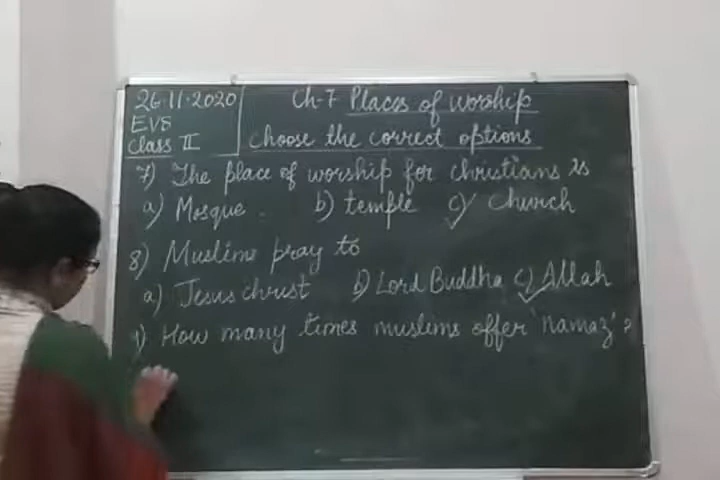 26.11.2020
EVS
Class II
Ch-7 Places of worship
choose the correct options
7) The place of worship for christians is
a) Mosque b) temple c) Church
8) Muslims pray to
a) Jesus christ b) Lord Buddha c) Allah
9) How many times muslims offer 'namaz' ?